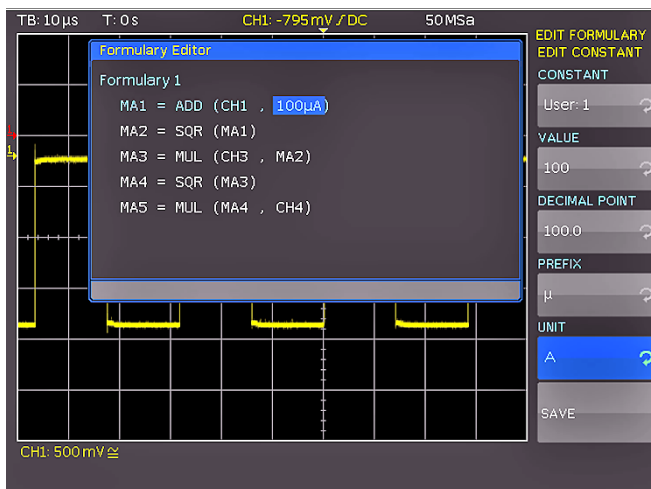 TB: 10 µs T: 0 s CH1: -795 mV / DC 50 MSa
EDIT FORMULARY
EDIT CONSTANT
Formulary Editor
Formulary 1
MA1 = ADD (CH1 , 100µA)
MA2 = SQR (MA1)
MA3 = MUL (CH3 , MA2)
MA4 = SQR (MA3)
MA5 = MUL (MA4 , CH4)
CONSTANT
User: 1
VALUE
100
DECIMAL POINT
100.0
PREFIX
µ
UNIT
A
SAVE
1
1
CH1: 500 mV ≅